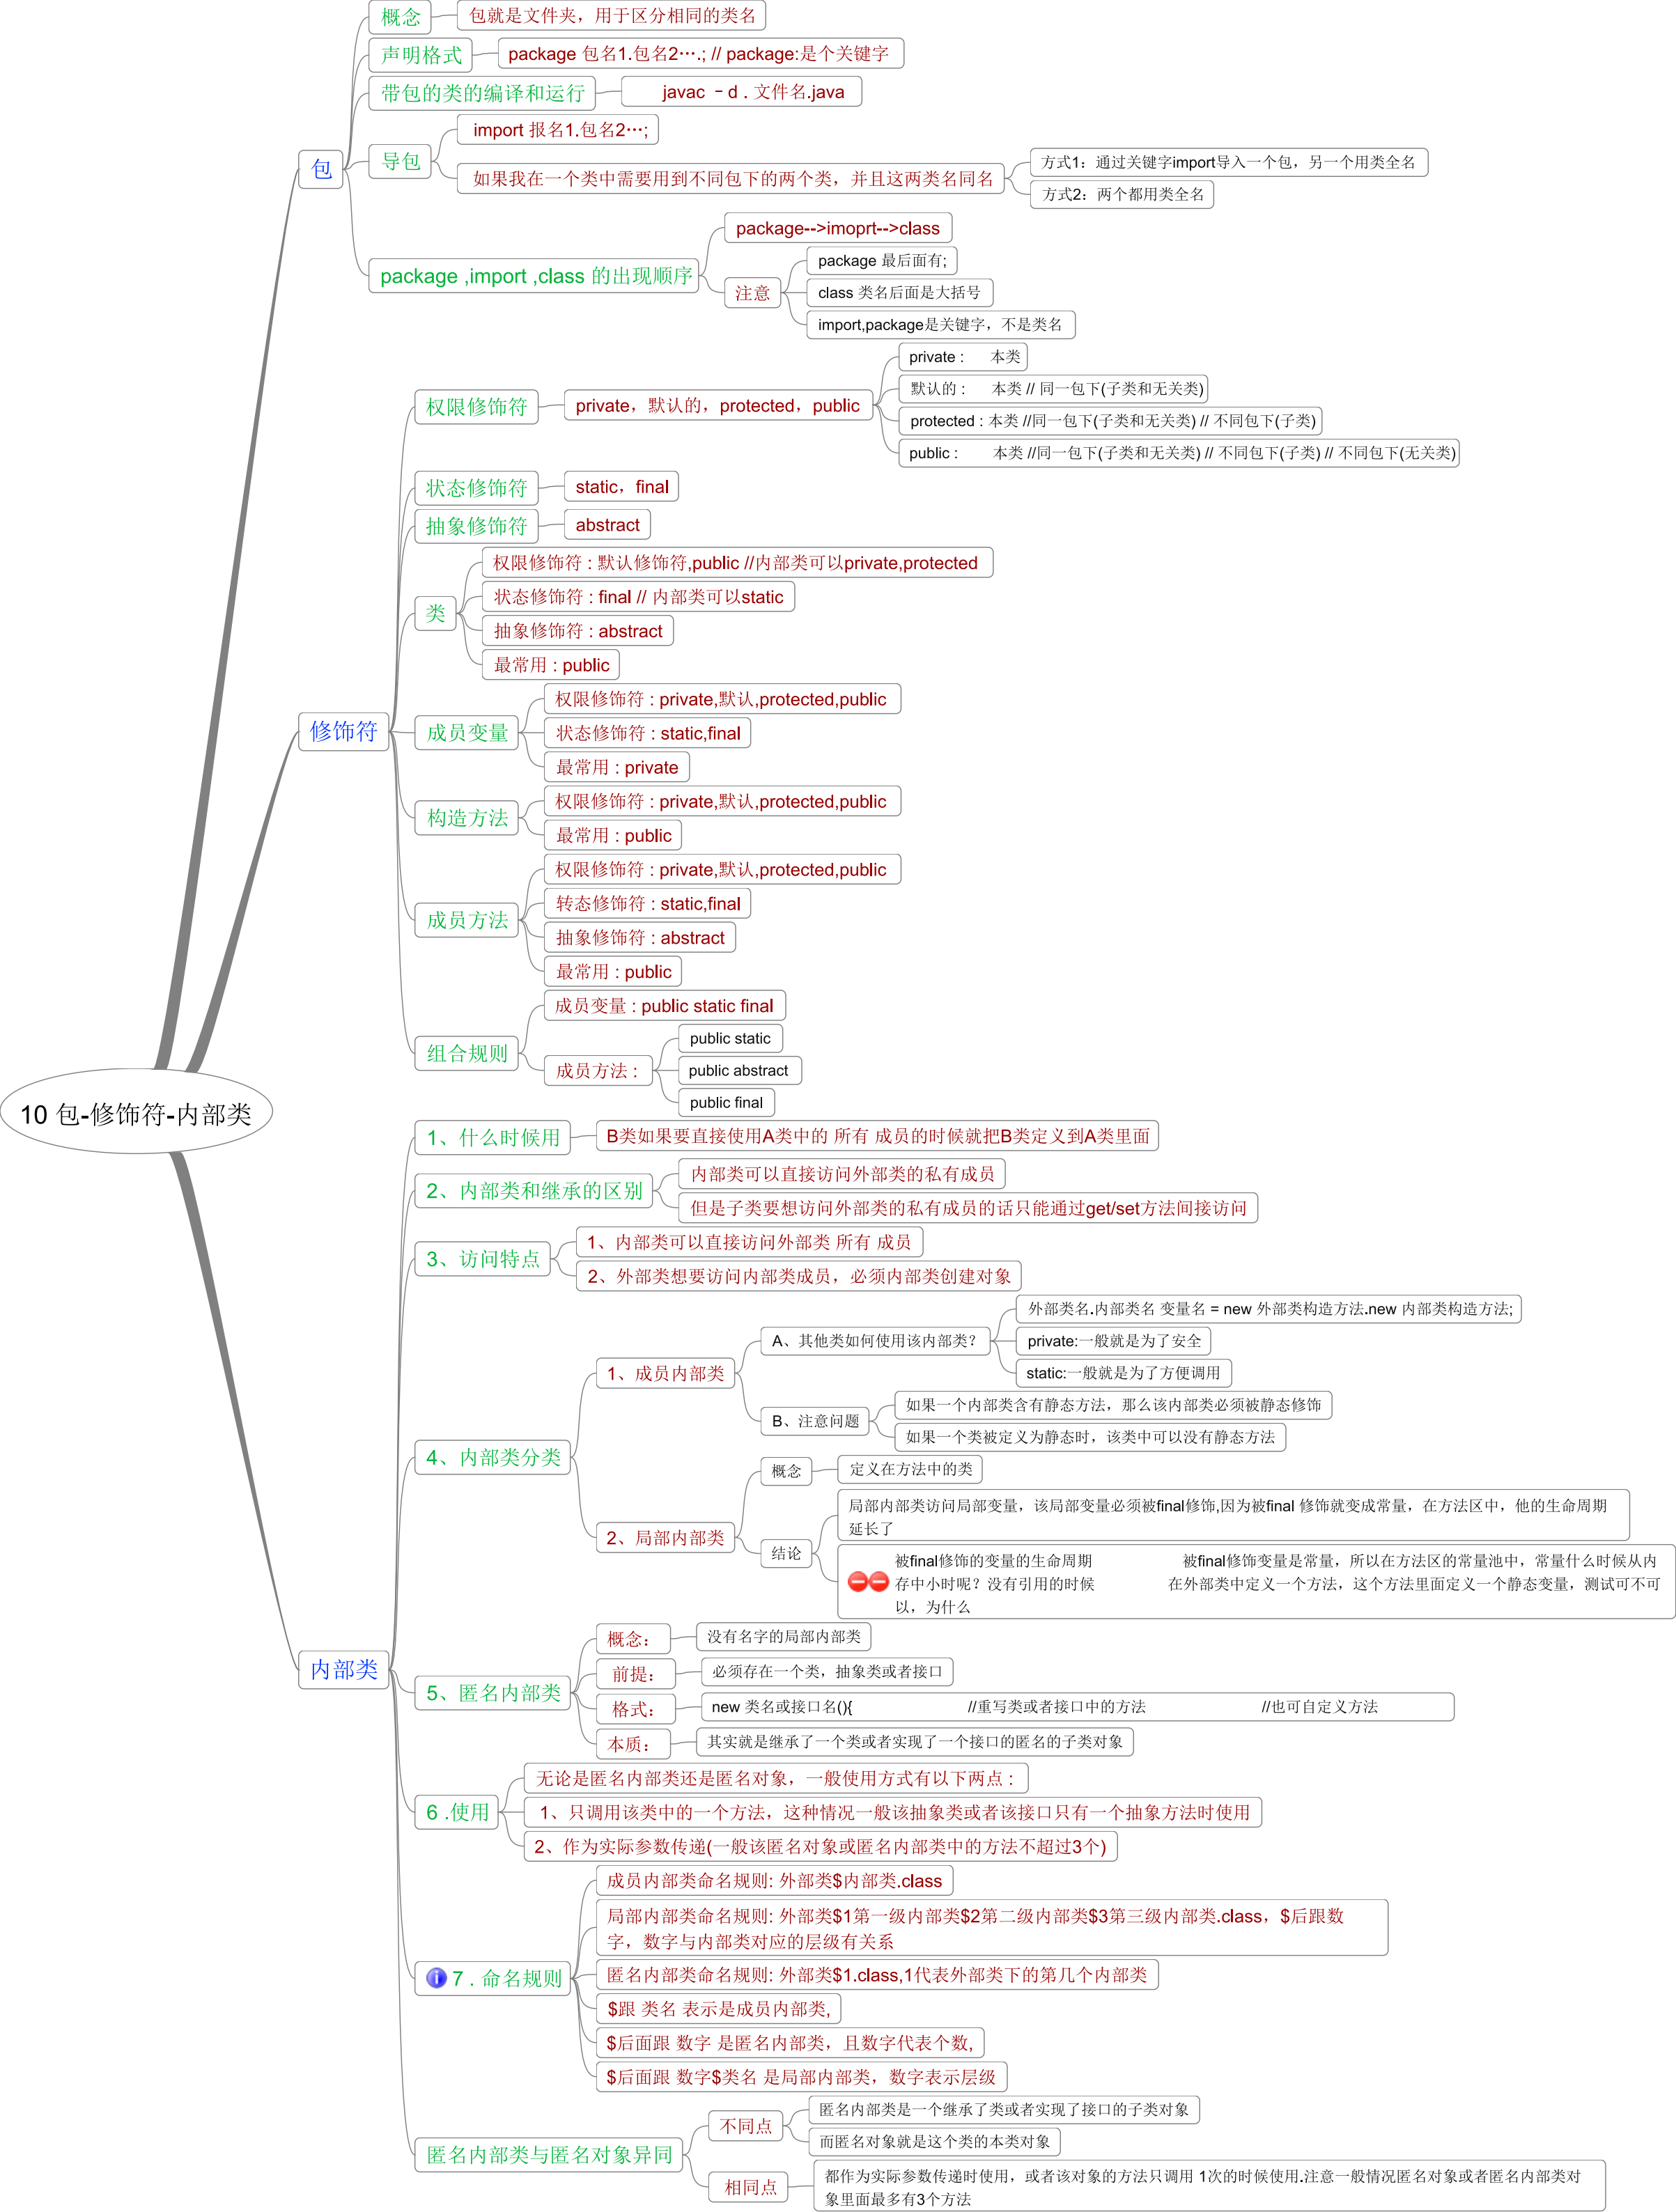 概念
包就是文件夹，用于区分相同的类名
声明格式
package 包名1.包名2….; // package:是个关键字
带包的类的编译和运行
javac －d . 文件名.java
包
导包
import 报名1.包名2…;
如果我在一个类中需要用到不同包下的两个类，并且这两类名同名
方式1：通过关键字import导入一个包，另一个用类全名
方式2：两个都用类全名
package ,import ,class 的出现顺序
package-->imoprt-->class
注意
package 最后面有;
class 类名后面是大括号
import,package是关键字，不是类名
修饰符
权限修饰符
private，默认的，protected，public
private : 本类
默认的 : 本类 // 同一包下(子类和无关类)
protected : 本类 //同一包下(子类和无关类) // 不同包下(子类)
public : 本类 //同一包下(子类和无关类) // 不同包下(子类) // 不同包下(无关类)
状态修饰符
static，final
抽象修饰符
abstract
类
权限修饰符 : 默认修饰符,public //内部类可以private,protected
状态修饰符 : final // 内部类可以static
抽象修饰符 : abstract
最常用 : public
成员变量
权限修饰符 : private,默认,protected,public
状态修饰符 : static,final
最常用 : private
构造方法
权限修饰符 : private,默认,protected,public
最常用 : public
成员方法
权限修饰符 : private,默认,protected,public
转态修饰符 : static,final
抽象修饰符 : abstract
最常用 : public
组合规则
成员变量 : public static final
成员方法 :
public static
public abstract
public final
10 包-修饰符-内部类
内部类
1、什么时候用
B类如果要直接使用A类中的 所有 成员的时候就把B类定义到A类里面
2、内部类和继承的区别
内部类可以直接访问外部类的私有成员
但是子类要想访问外部类的私有成员的话只能通过get/set方法间接访问
3、访问特点
1、内部类可以直接访问外部类 所有 成员
2、外部类想要访问内部类成员，必须内部类创建对象
4、内部类分类
1、成员内部类
A、其他类如何使用该内部类？
外部类名.内部类名 变量名 = new 外部类构造方法.new 内部类构造方法;
private:一般就是为了安全
static:一般就是为了方便调用
B、注意问题
如果一个内部类含有静态方法，那么该内部类必须被静态修饰
如果一个类被定义为静态时，该类中可以没有静态方法
2、局部内部类
概念
定义在方法中的类
结论
局部内部类访问局部变量，该局部变量必须被final修饰,因为被final 修饰就变成常量，在方法区中，他的生命周期
延长了
被final修饰的变量的生命周期 被final修饰变量是常量，所以在方法区的常量池中，常量什么时候从内
存中小时呢？没有引用的时候 在外部类中定义一个方法，这个方法里面定义一个静态变量，测试可不可
以，为什么
5、匿名内部类
概念：
没有名字的局部内部类
前提：
必须存在一个类，抽象类或者接口
格式：
new 类名或接口名(){ //重写类或者接口中的方法 //也可自定义方法
本质：
其实就是继承了一个类或者实现了一个接口的匿名的子类对象
6 .使用
无论是匿名内部类还是匿名对象，一般使用方式有以下两点 :
1、只调用该类中的一个方法，这种情况一般该抽象类或者该接口只有一个抽象方法时使用
2、作为实际参数传递(一般该匿名对象或匿名内部类中的方法不超过3个)
7 . 命名规则
成员内部类命名规则: 外部类$内部类.class
局部内部类命名规则: 外部类$1第一级内部类$2第二级内部类$3第三级内部类.class，$后跟数
字，数字与内部类对应的层级有关系
匿名内部类命名规则: 外部类$1.class,1代表外部类下的第几个内部类
$跟 类名 表示是成员内部类,
$后面跟 数字 是匿名内部类，且数字代表个数,
$后面跟 数字$类名 是局部内部类，数字表示层级
匿名内部类与匿名对象异同
不同点
匿名内部类是一个继承了类或者实现了接口的子类对象
而匿名对象就是这个类的本类对象
相同点
都作为实际参数传递时使用，或者该对象的方法只调用 1次的时候使用.注意一般情况匿名对象或者匿名内部类对
象里面最多有3个方法